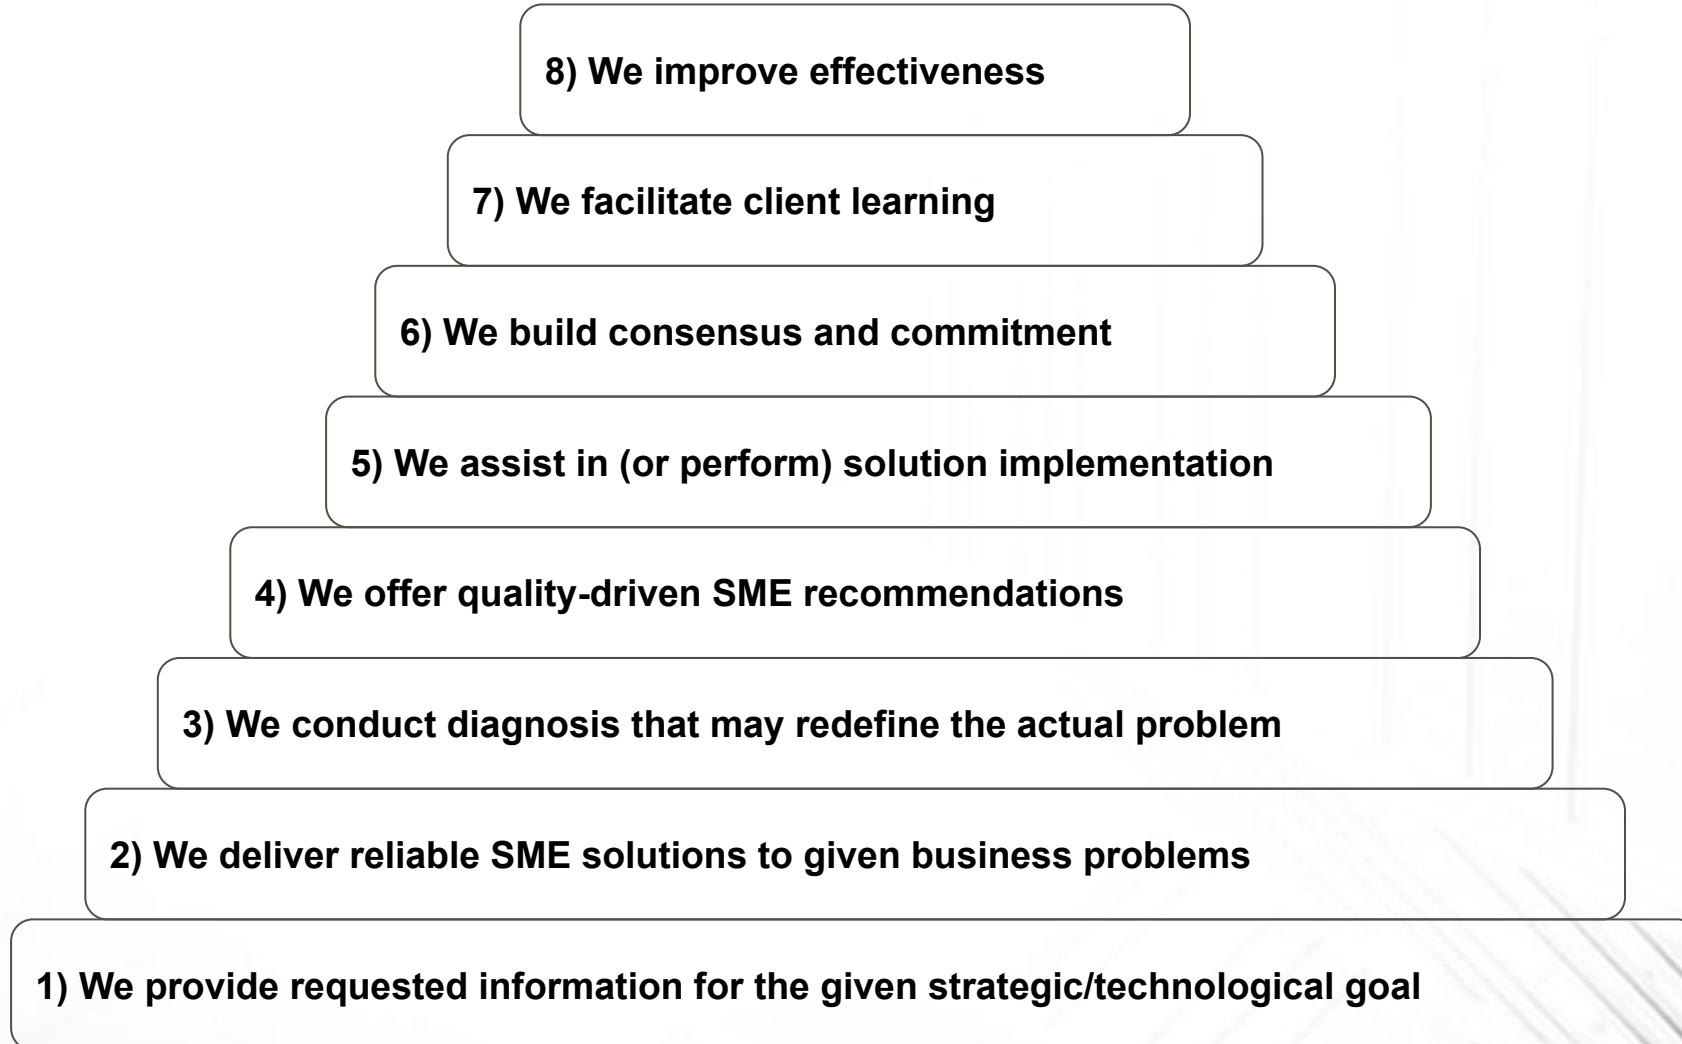 8) We improve effectiveness
7) We facilitate client learning
6) We build consensus and commitment
5) We assist in (or perform) solution implementation
4) We offer quality-driven SME recommendations
3) We conduct diagnosis that may redefine the actual problem
2) We deliver reliable SME solutions to given business problems
1) We provide requested information for the given strategic/technological goal